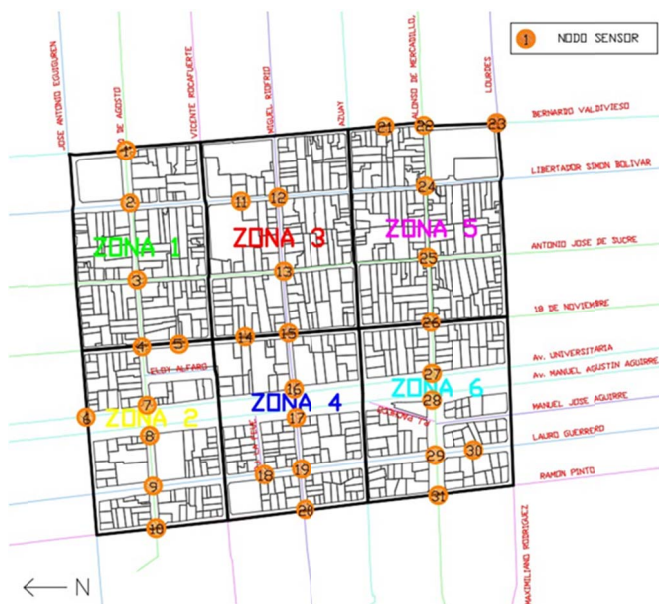 1 NODO SENSOR
JOSE ANTONIO EGUIGUREN
DE AGOSTO
VICENTE ROCAFUERTE
MIGUEL RIOFRIO
AZUAY
ALONSO DE MERCADILLO,
LOURDES
BERNARDO VALDIVIESO
LIBERTADOR SIMON BOLIVAR
ANTONIO JOSE DE SUCRE
18 DE NOVIEMBRE
Av. UNIVERSITARIA
Av. MANUEL AGUSTIN AGUIRRE
MANUEL JOSE AGUIRRE
LAURO GUERRERO
RAMON PINTO
MAXIMILIANO RODRIGUEZ
1
21
22
23
2
11
12
24
ZONA 1
ZONA 3
ZONA 5
3
13
25
4
5
14
15
26
ELOY ALFARO
27
6
7
16
28
ZONA 2
ZONA 4
ZONA 6
8
17
9
18
19
29
30
10
20
31
N